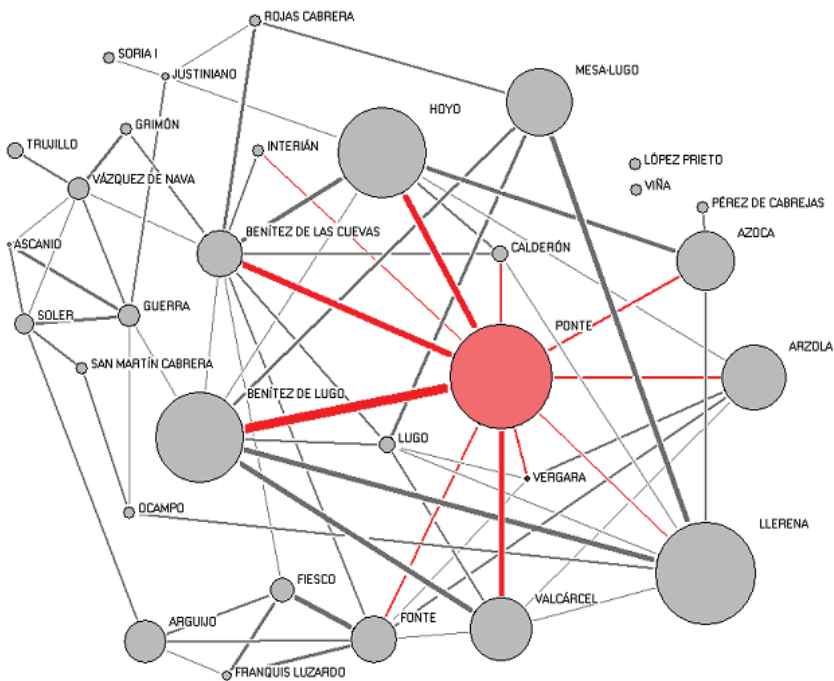 ROJAS CABRERA
SORIA I
JUSTINIANO
MESA-LUGO
HOYO
GRIMÓN
TRUJILLO
INTERIÁN
LÓPEZ PRIETO
VÁZQUEZ DE NAVA
VIÑA
PÉREZ DE CABREJAS
BENÍTEZ DE LAS CUEVAS
AZOCA
ASCANIO
CALDERÓN
GUERRA
SOLER
PONTE
ARZOLA
SAN MARTÍN CABRERA
BENÍTEZ DE LUGO
LUGO
VERGARA
OCAMPO
LLERENA
FIESCO
VALCÁRCEL
ARGUIJO
FONTE
FRANQUIS LUZARDO